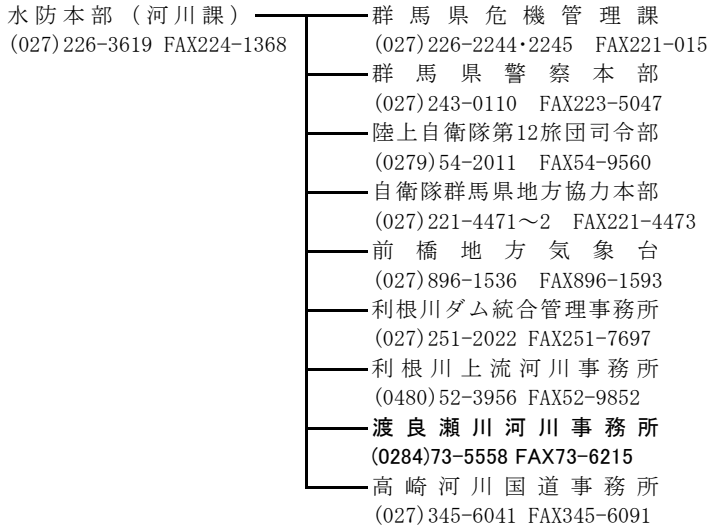 水防本部（河川課）
(027)226-3619 FAX224-1368
群馬県危機管理課
(027)226-2244・2245 FAX221-015
群馬県警察本部
(027)243-0110 FAX223-5047
陸上自衛隊第12旅団司令部
(0279)54-2011 FAX54-9560
自衛隊群馬県地方協力本部
(027)221-4471～2 FAX221-4473
前橋地方気象台
(027)896-1536 FAX896-1593
利根川ダム統合管理事務所
(027)251-2022 FAX251-7697
利根川上流河川事務所
(0480)52-3956 FAX52-9852
渡良瀬川河川事務所
(0284)73-5558 FAX73-6215
高崎河川国道事務所
(027)345-6041 FAX345-6091